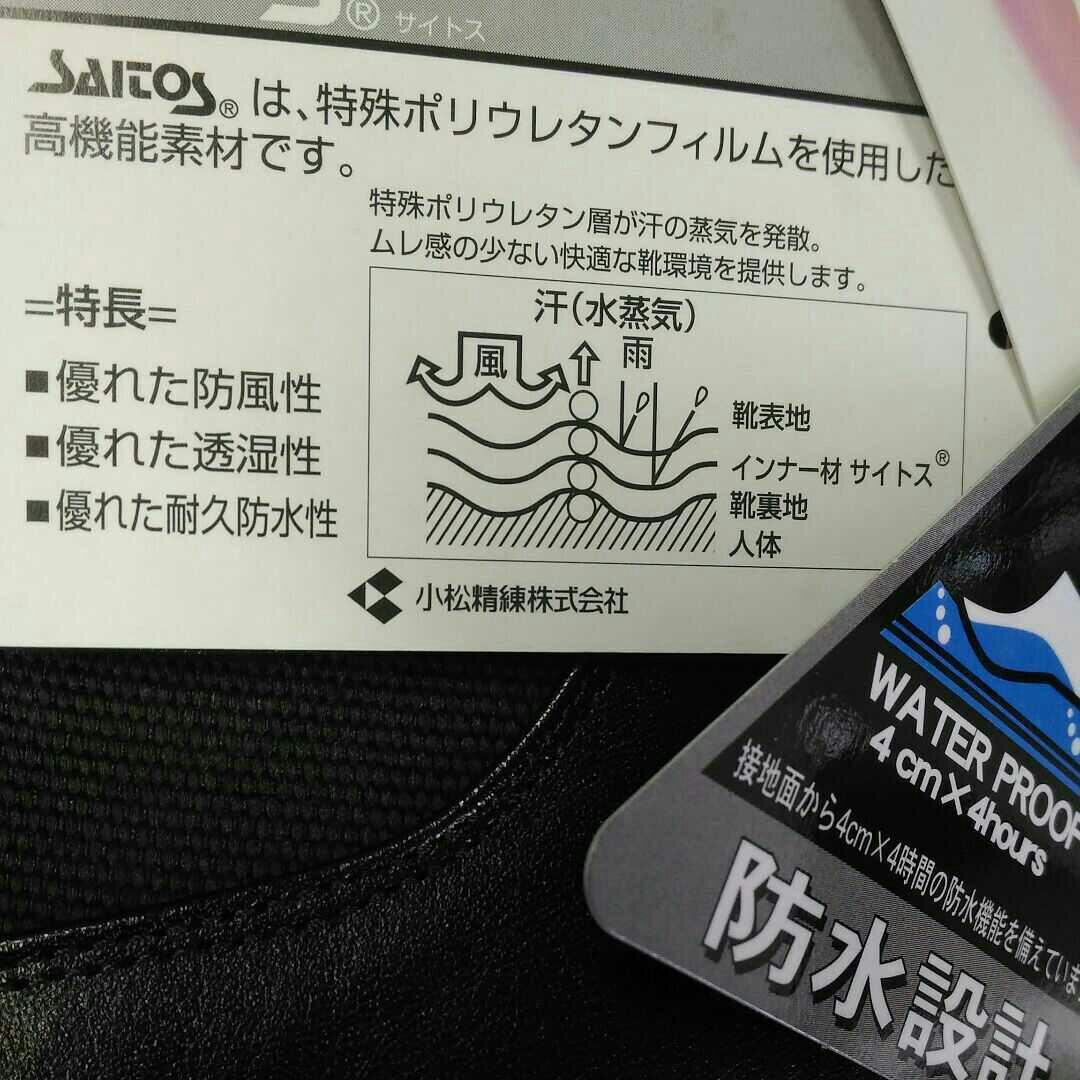 ® サイトス
SAITOS® は、特殊ポリウレタンフィルムを使用した
高機能素材です。
特殊ポリウレタン層が汗の蒸気を発散。
ムレ感の少ない快適な靴環境を提供します。
=特長=
■優れた防風性
■優れた透湿性
■優れた耐久防水性
汗(水蒸気)
風
雨
靴表地
インナー材 サイトス®
靴裏地
人体
小松精練株式会社
WATER PROOF
4cm×4hours
接地面から4cm×4時間の防水機能を備えていま
防水設計